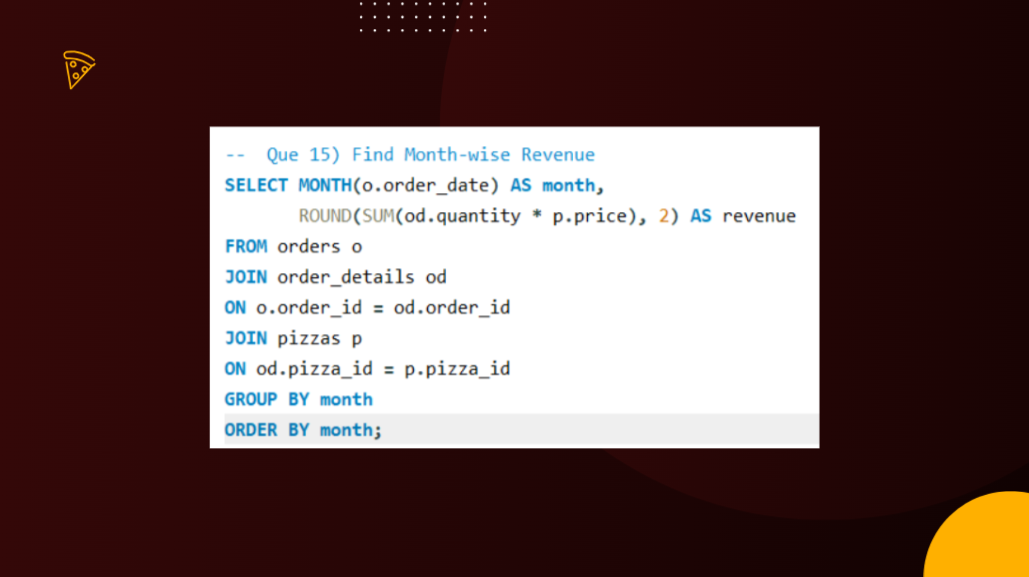 --  Que 15) Find Month-wise Revenue
SELECT MONTH(o.order_date) AS month,
       ROUND(SUM(od.quantity * p.price), 2) AS revenue
FROM orders o
JOIN order_details od
ON o.order_id = od.order_id
JOIN pizzas p
ON od.pizza_id = p.pizza_id
GROUP BY month
ORDER BY month;